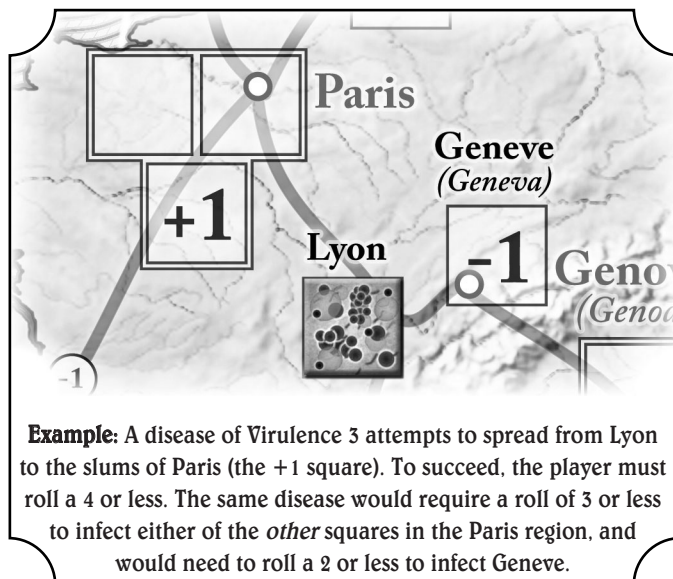 Paris
Geneve
(Geneva)
+1
Lyon
-1
-1
Example: A disease of Virulence 3 attempts to spread from Lyon
to the slums of Paris (the +1 square). To succeed, the player must
roll a 4 or less. The same disease would require a roll of 3 or less
to infect either of the other squares in the Paris region, and
would need to roll a 2 or less to infect Geneve.